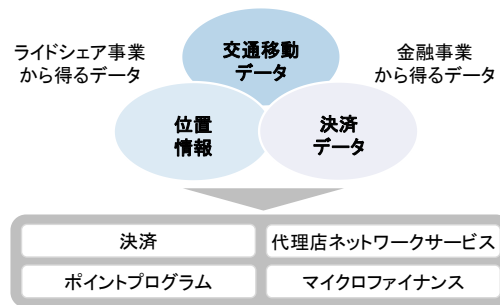 ライドシェア事業
から得るデータ
交通移動
データ
金融事業
から得るデータ
位置
情報
決済
データ
決済
代理店ネットワークサービス
ポイントプログラム
マイクロファイナンス